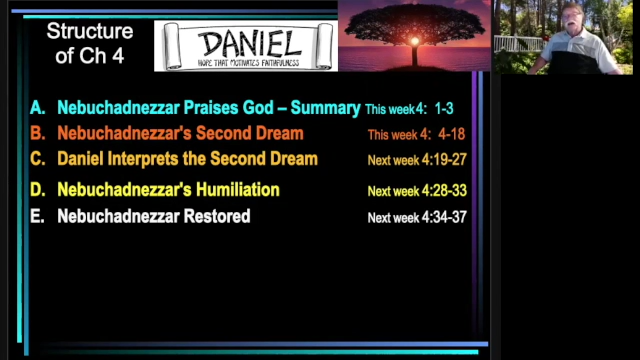 Structure
of Ch 4
DANIEL
HOPE THAT MOTIVATES FAITHFULNESS
A. Nebuchadnezzar Praises God – Summary This week 4: 1-3
B. Nebuchadnezzar's Second Dream This week 4: 4-18
C. Daniel Interprets the Second Dream Next week 4:19-27
D. Nebuchadnezzar's Humiliation Next week 4:28-33
E. Nebuchadnezzar Restored Next week 4:34-37